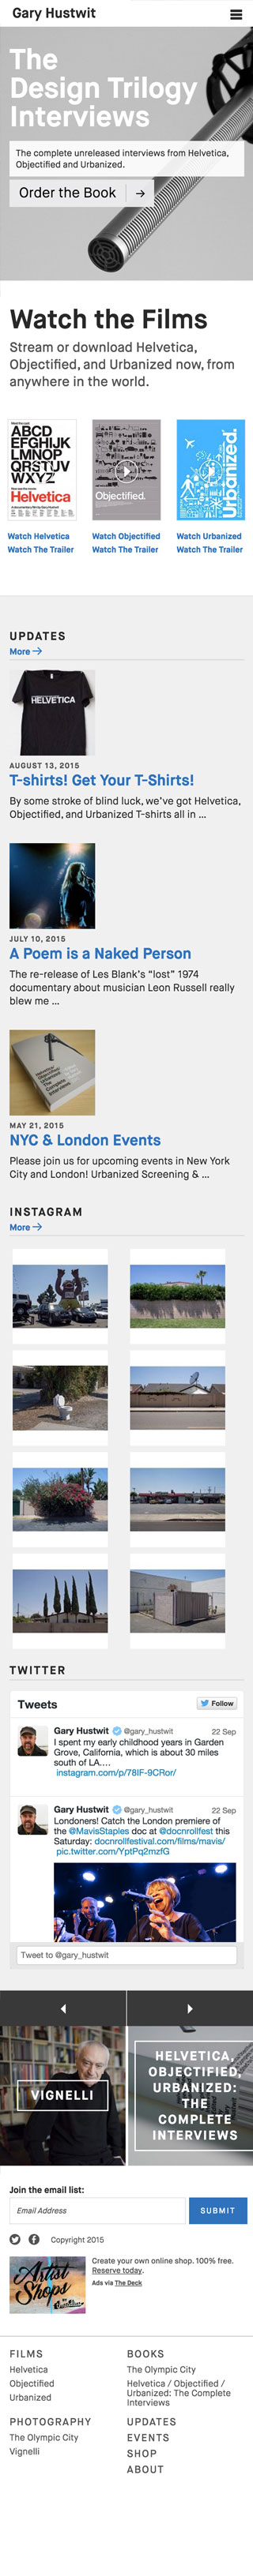 Gary Hustwit
The
Design Trilogy
Interviews
The complete unreleased interviews from Helvetica,
Objectified and Urbanized.
Order the Book →
Watch the Films
Stream or download Helvetica,
Objectified, and Urbanized now, from
anywhere in the world.
ABCD
EFGHIJK
LMNOP
QRSTUV
WXYZ
Helvetica
Objectified.
Urbanized.
Watch Helvetica
Watch The Trailer
Watch Objectified
Watch The Trailer
Watch Urbanized
Watch The Trailer
UPDATES
More →
HELVETICA
AUGUST 13, 2015
T-shirts! Get Your T-Shirts!
By some stroke of blind luck, we've got Helvetica,
Objectified, and Urbanized T-shirts all in ...
JULY 10, 2015
A Poem is a Naked Person
The re-release of Les Blank's “lost” 1974
documentary about musician Leon Russell really
blew me ...
MAY 21, 2015
NYC & London Events
Please join us for upcoming events in New York
City and London! Urbanized Screening & ...
INSTAGRAM
More →
TWITTER
Tweets
Follow
Gary Hustwit @gary_hustwit 22 Sep
I spent my early childhood years in Garden
Grove, California, which is about 30 miles
south of LA....
instagram.com/p/78IF-9CRor/
Gary Hustwit @gary_hustwit 22 Sep
Londoners! Catch the London premiere of
the @MavisStaples doc at @docnrollfest this
Saturday: docnrollfestival.com/films/mavis/
pic.twitter.com/YptPq2mzfG
Tweet to @gary_hustwit
VIGNELLI
HELVETICA,
OBJECTIFIED,
URBANIZED:
THE
COMPLETE
INTERVIEWS
Join the email list:
Email Address
SUBMIT
Copyright 2015
Artist
Shops
Create your own online shop. 100% free.
Reserve today.
Ads via The Deck
FILMS
Helvetica
Objectified
Urbanized
BOOKS
The Olympic City
Helvetica / Objectified /
Urbanized: The Complete
Interviews
PHOTOGRAPHY
The Olympic City
Vignelli
UPDATES
EVENTS
SHOP
ABOUT